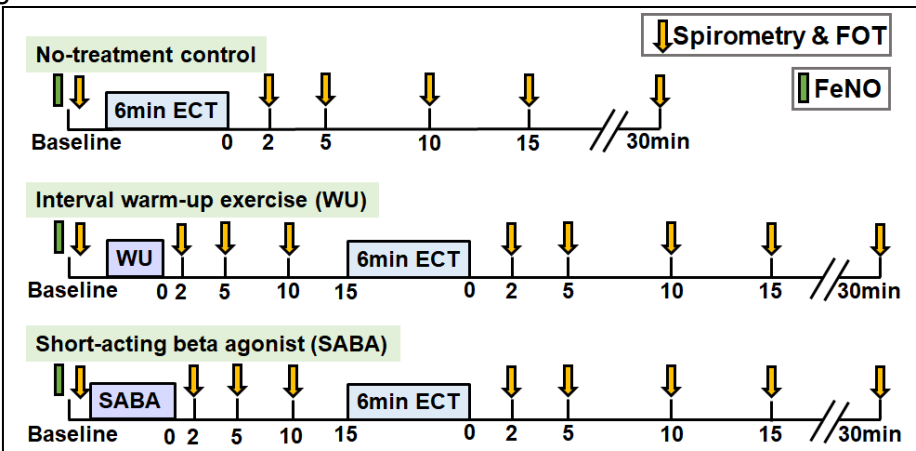 Spirometry & FOT
FeNO
No-treatment control
6min ECT
Baseline 0 2 5 10 15 30min
Interval warm-up exercise (WU)
WU 6min ECT
Baseline 0 2 5 10 15 0 2 5 10 15 30min
Short-acting beta agonist (SABA)
SABA 6min ECT
Baseline 0 2 5 10 15 0 2 5 10 15 30min